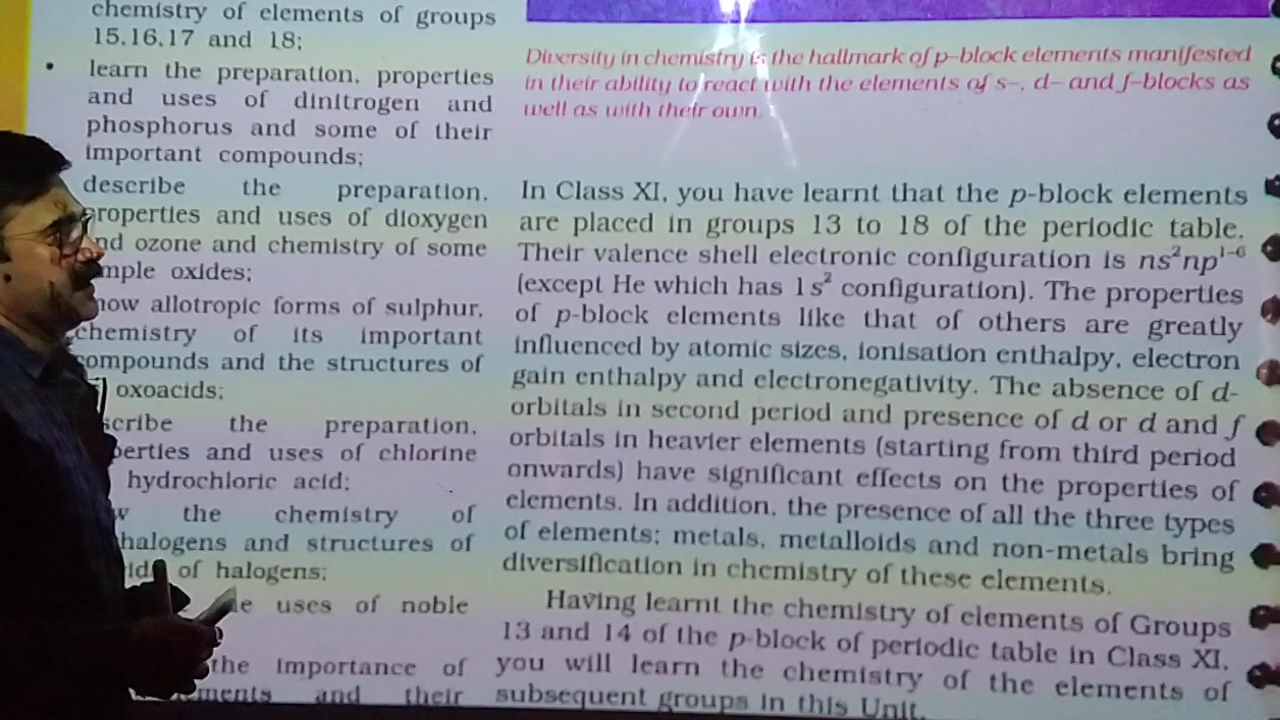 chemistry of elements of groups
15,16,17 and 18;
• learn the preparation, properties
and uses of dinitrogen and
phosphorus and some of their
important compounds;
describe the preparation,
properties and uses of dioxygen
and ozone and chemistry of some
simple oxides;
know allotropic forms of sulphur,
chemistry of its important
compounds and the structures of
oxoacids;
the preparation,
and uses of chlorine
hydrochloric acid;
the chemistry of
halogens and structures of
of halogens;
uses of noble
the importance of
and their
Diversity in chemistry is the hallmark of p–block elements manifested
in their ability to react with the elements of s–, d– and f–blocks as
well as with their own.
In Class XI, you have learnt that the p-block elements
are placed in groups 13 to 18 of the periodic table.
Their valence shell electronic configuration is ns²np¹⁻⁶
(except He which has 1s² configuration). The properties
of p-block elements like that of others are greatly
influenced by atomic sizes, ionisation enthalpy, electron
gain enthalpy and electronegativity. The absence of d-
orbitals in second period and presence of d or d and f
orbitals in heavier elements (starting from third period
onwards) have significant effects on the properties of
elements. In addition, the presence of all the three types
of elements; metals, metalloids and non-metals bring
diversification in chemistry of these elements.
Having learnt the chemistry of elements of Groups
13 and 14 of the p-block of periodic table in Class XI,
you will learn the chemistry of the elements of
subsequent groups in this Unit.